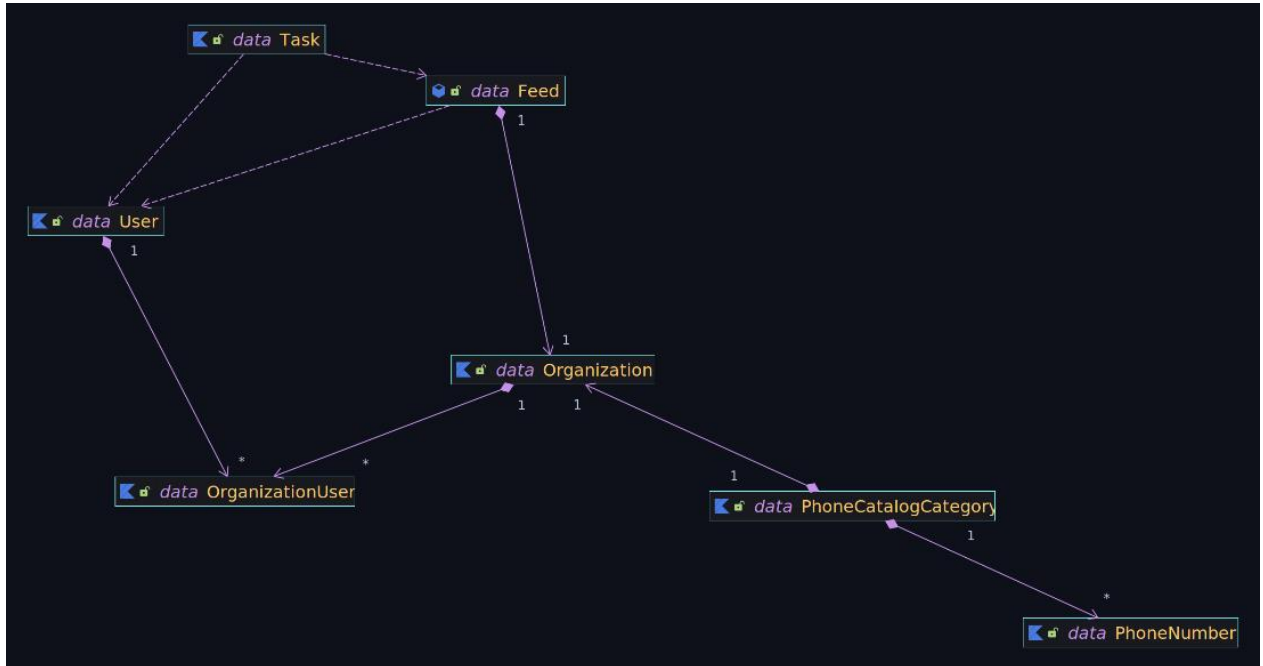 data Task
data Feed
1
data User
1
1
data Organization
1
1
*
*
1
data OrganizationUser
data PhoneCatalogCategory
1
*
data PhoneNumber